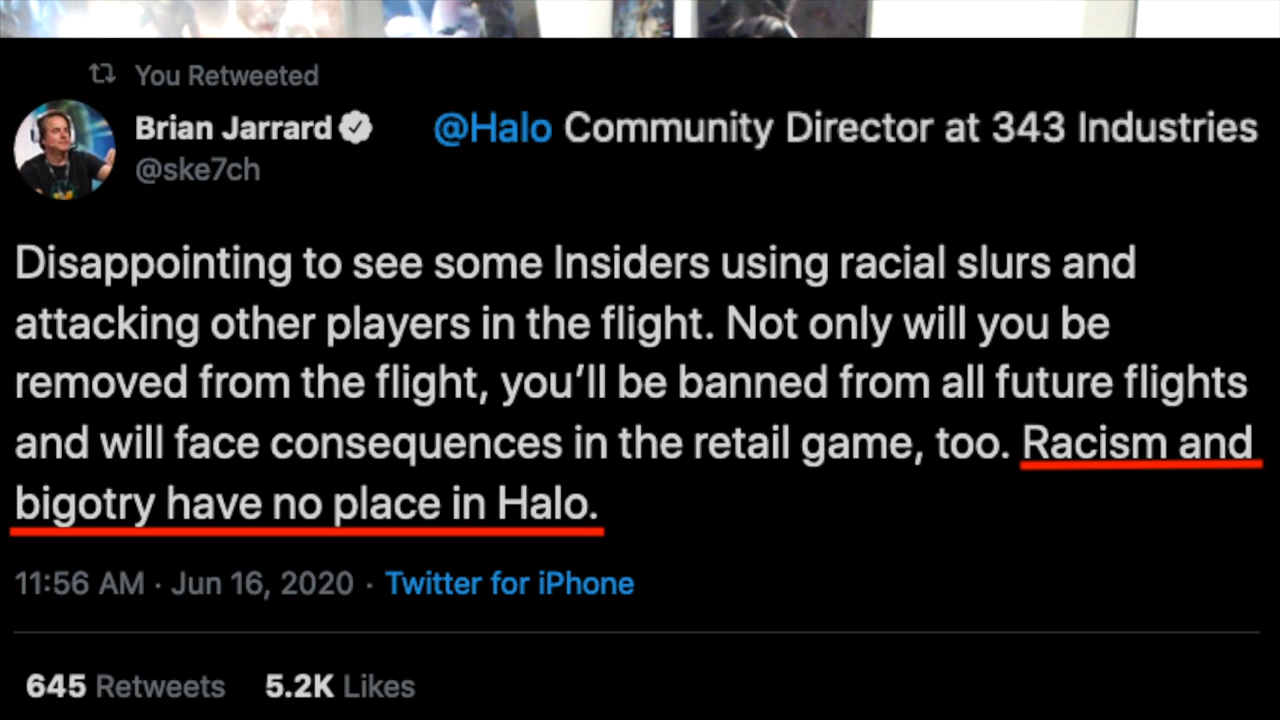 You Retweeted
Brian Jarrard
@Halo Community Director at 343 Industries
@ske7ch
Disappointing to see some Insiders using racial slurs and
attacking other players in the flight. Not only will you be
removed from the flight, you’ll be banned from all future flights
and will face consequences in the retail game, too. Racism and
bigotry have no place in Halo.
11:56 AM · Jun 16, 2020 · Twitter for iPhone
645 Retweets 5.2K Likes